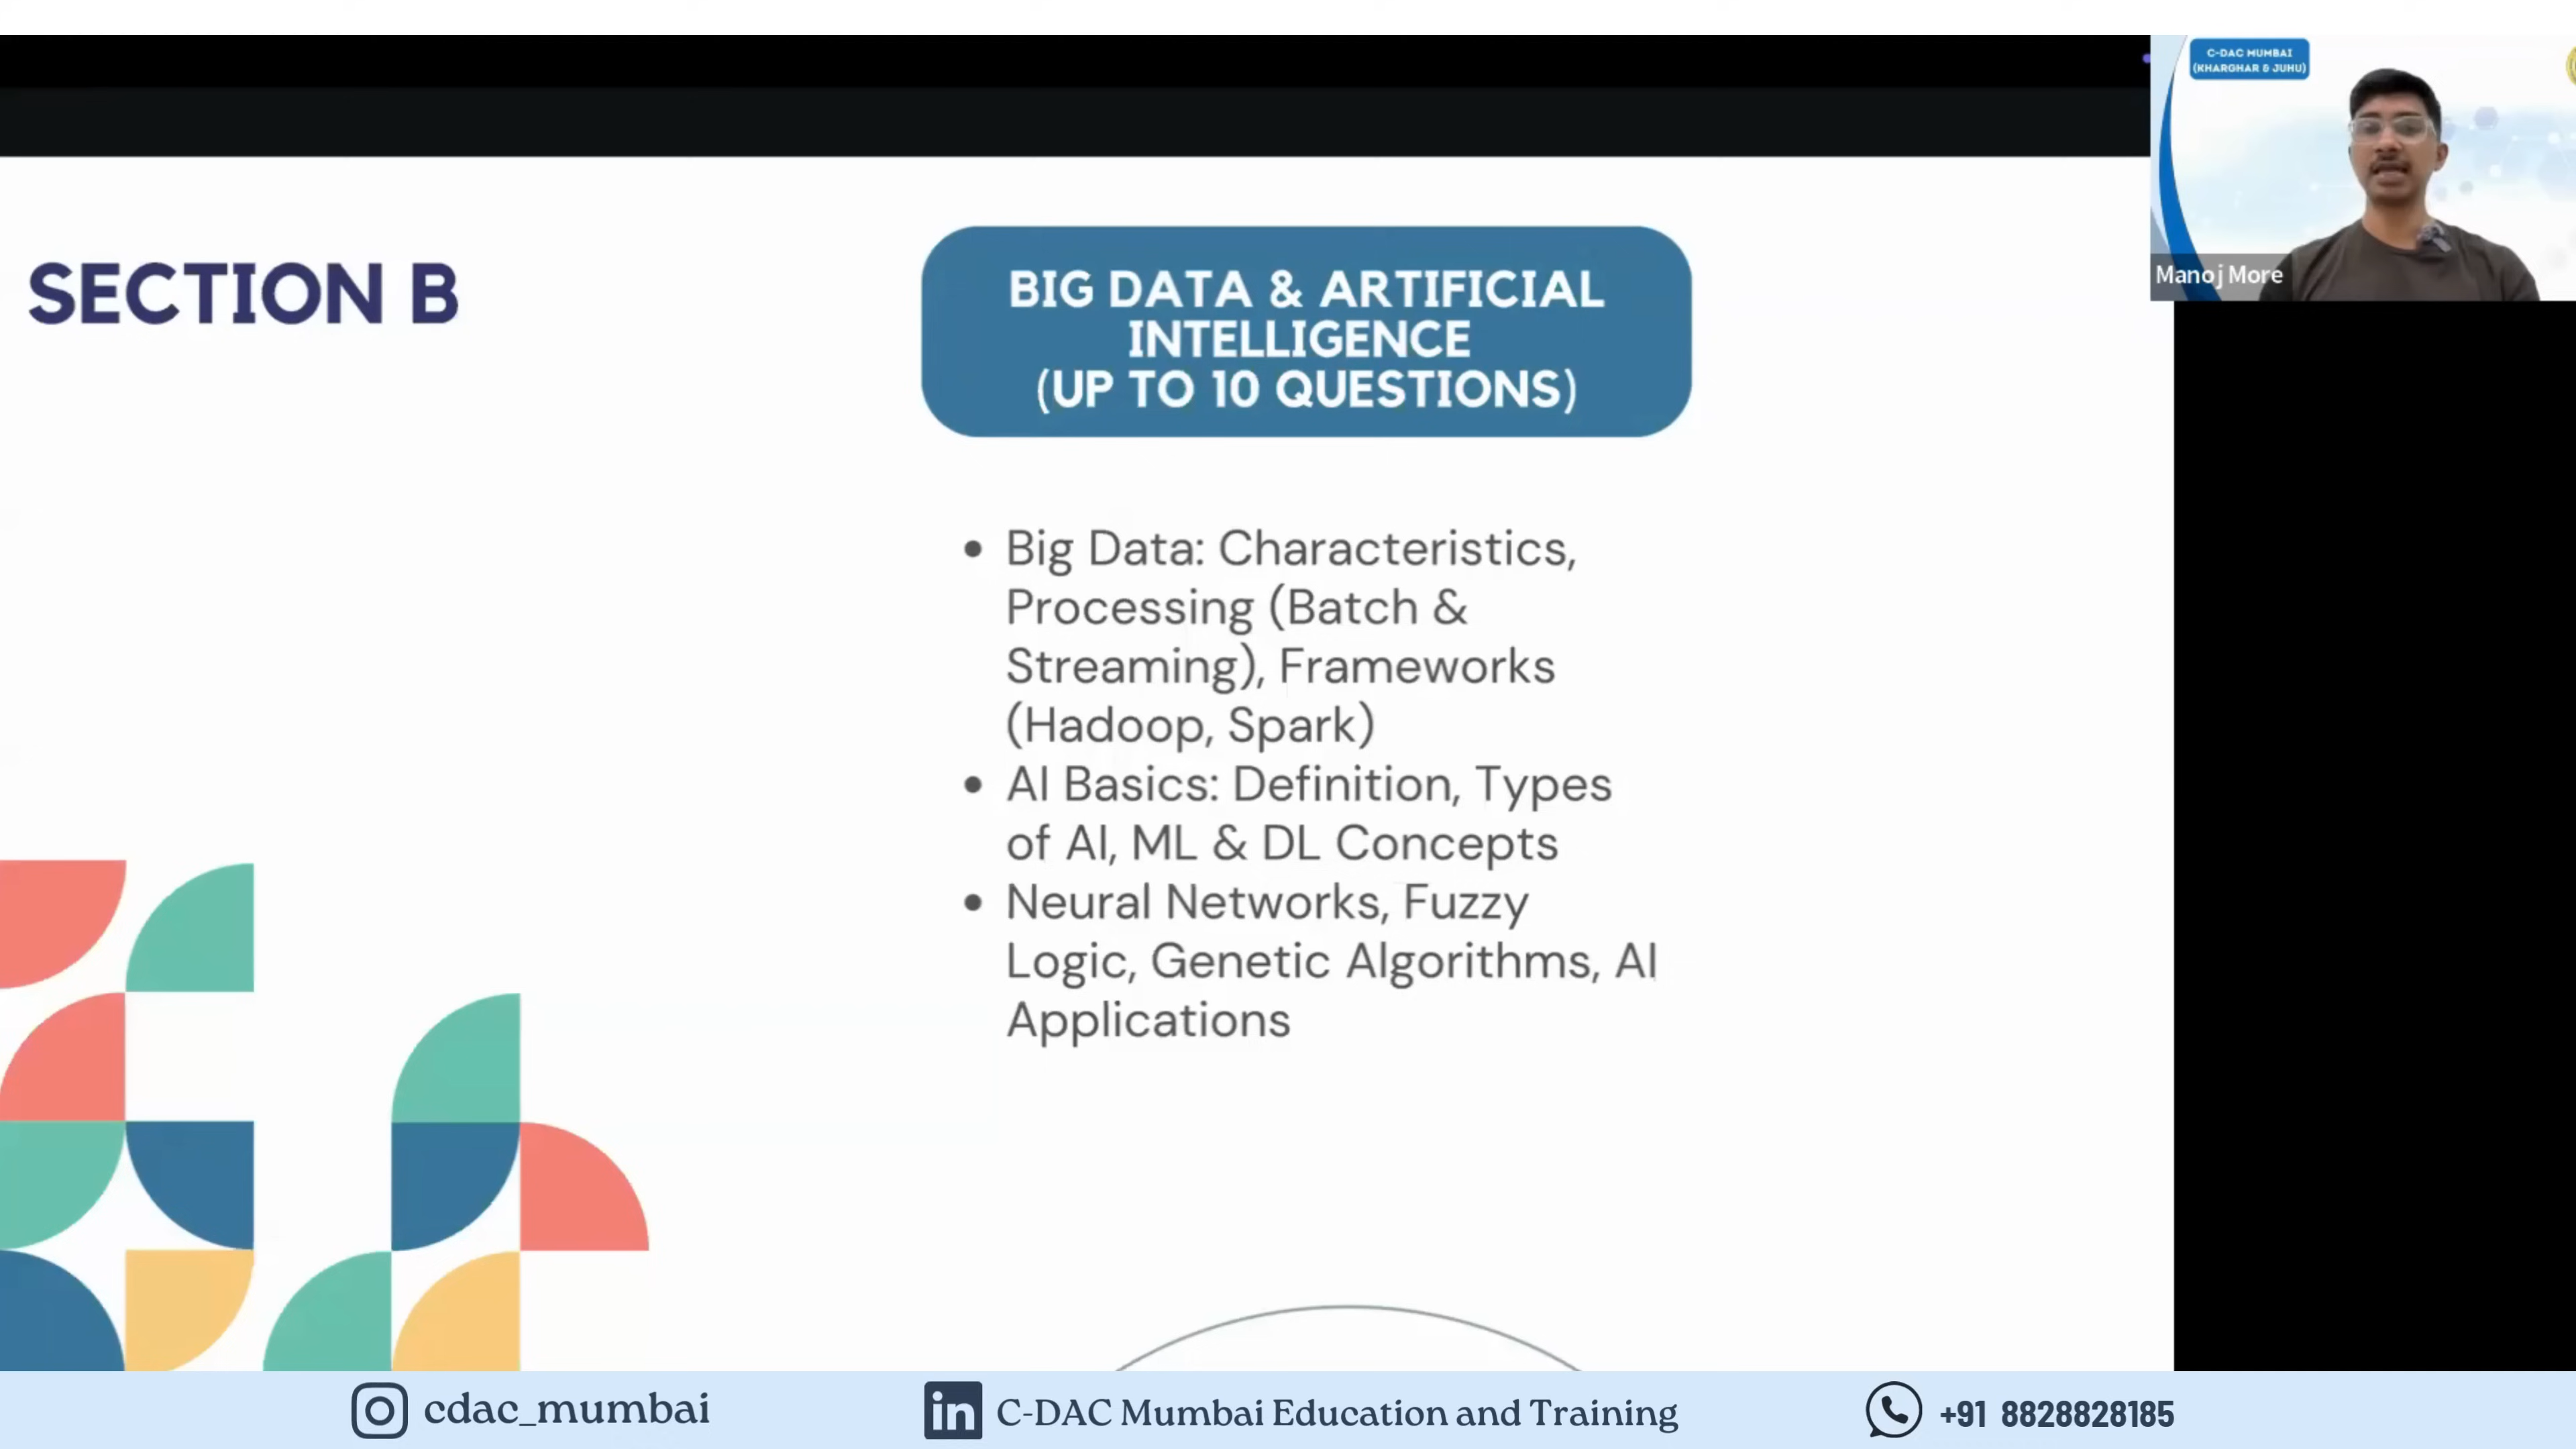 C-DAC MUMBAI
(KHARGHAR & JUHU)
Manoj More
SECTION B
BIG DATA & ARTIFICIAL
INTELLIGENCE
(UP TO 10 QUESTIONS)
• Big Data: Characteristics,
Processing (Batch &
Streaming), Frameworks
(Hadoop, Spark)
• AI Basics: Definition, Types
of AI, ML & DL Concepts
• Neural Networks, Fuzzy
Logic, Genetic Algorithms, AI
Applications
cdac_mumbai
in C-DAC Mumbai Education and Training
+91 8828828185